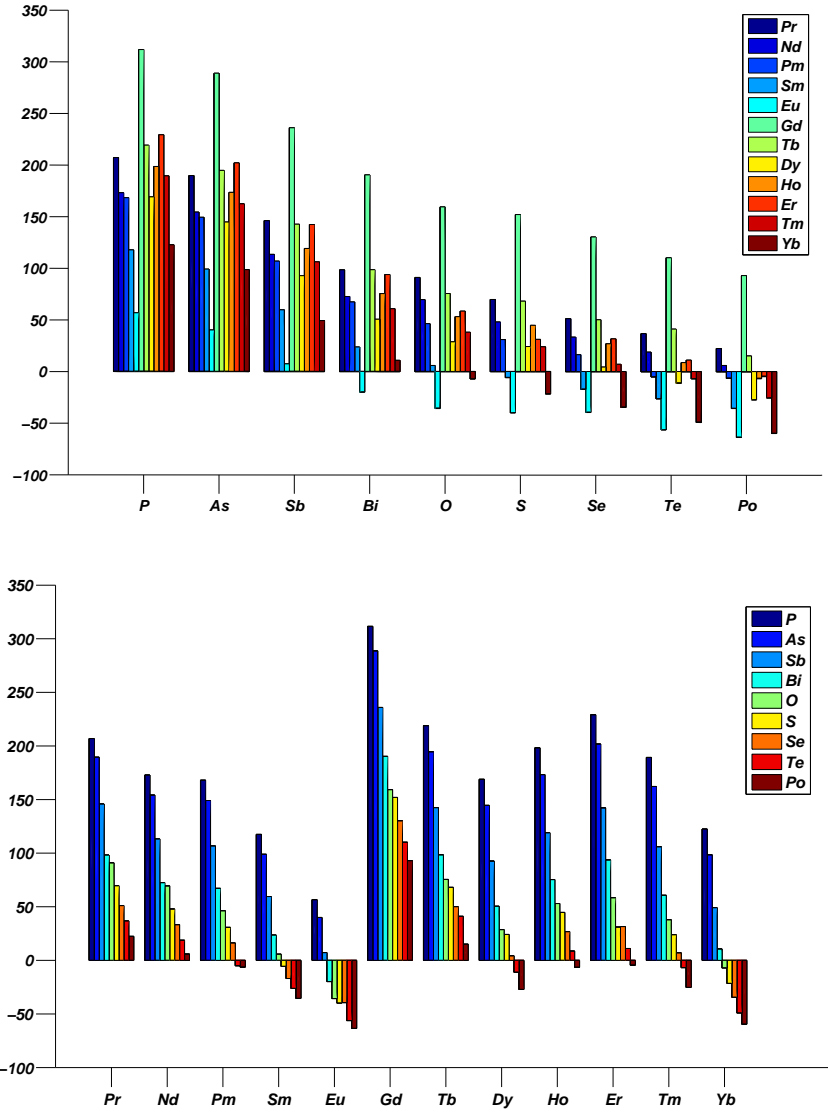 350
300
250
200
150
100
50
0
−50
−100
P As Sb Bi O S Se Te Po
Pr
Nd
Pm
Sm
Eu
Gd
Tb
Dy
Ho
Er
Tm
Yb
350
300
250
200
150
100
50
0
−50
−100
Pr Nd Pm Sm Eu Gd Tb Dy Ho Er Tm Yb
P
As
Sb
Bi
O
S
Se
Te
Po